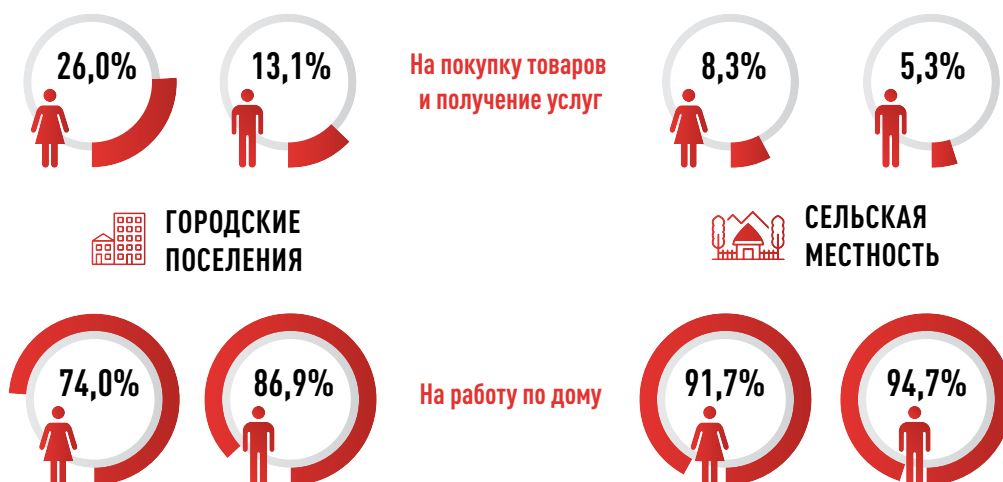 26,0%
13,1%
На покупку товаров
и получение услуг
8,3%
5,3%
ГОРОДСКИЕ
ПОСЕЛЕНИЯ
СЕЛЬСКАЯ
МЕСТНОСТЬ
74,0%
86,9%
На работу по дому
91,7%
94,7%